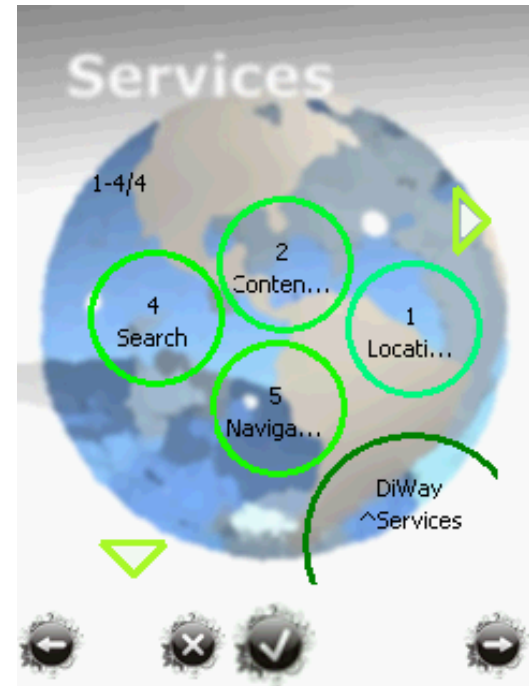 Services
1-4/4
2
Conten...
4
Search
1
Locati...
5
Naviga...
DiWay
^Services